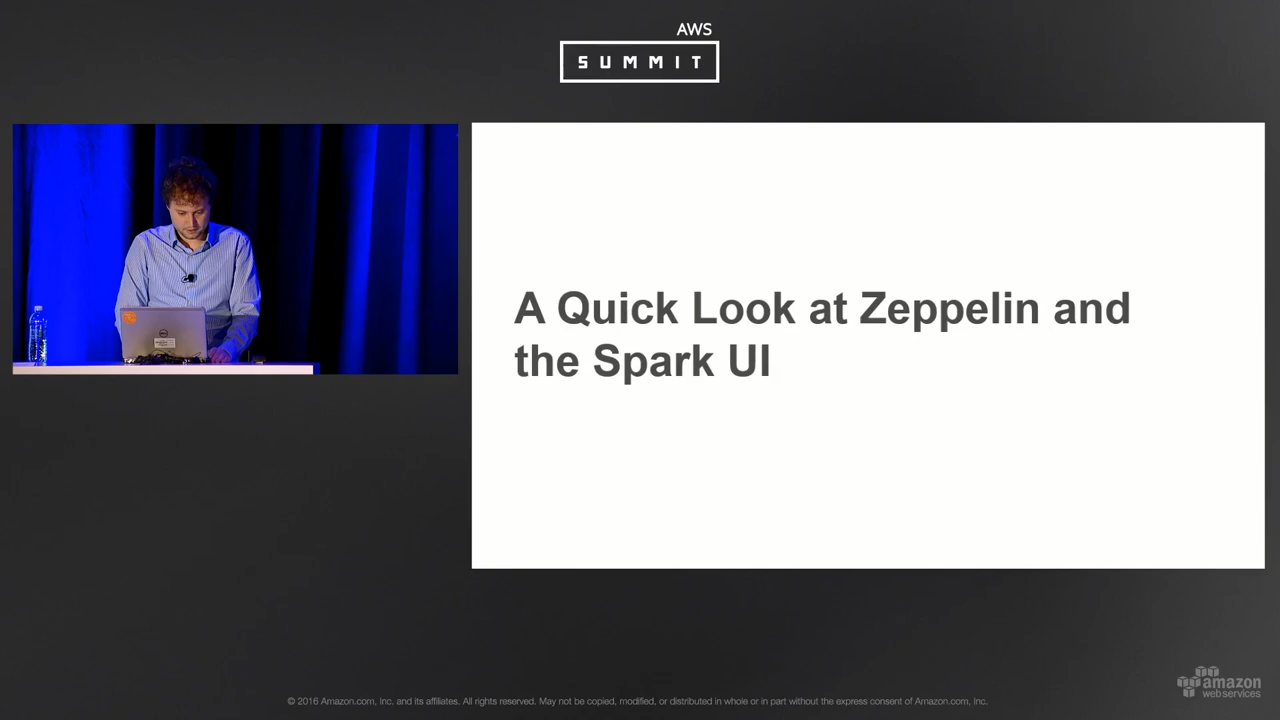 AWS
SUMMIT
A Quick Look at Zeppelin and
the Spark UI
amazon
web services
© 2016 Amazon.com, Inc. and its affiliates. All rights reserved. May not be copied, modified, or distributed in whole or in part without the express consent of Amazon.com, Inc.